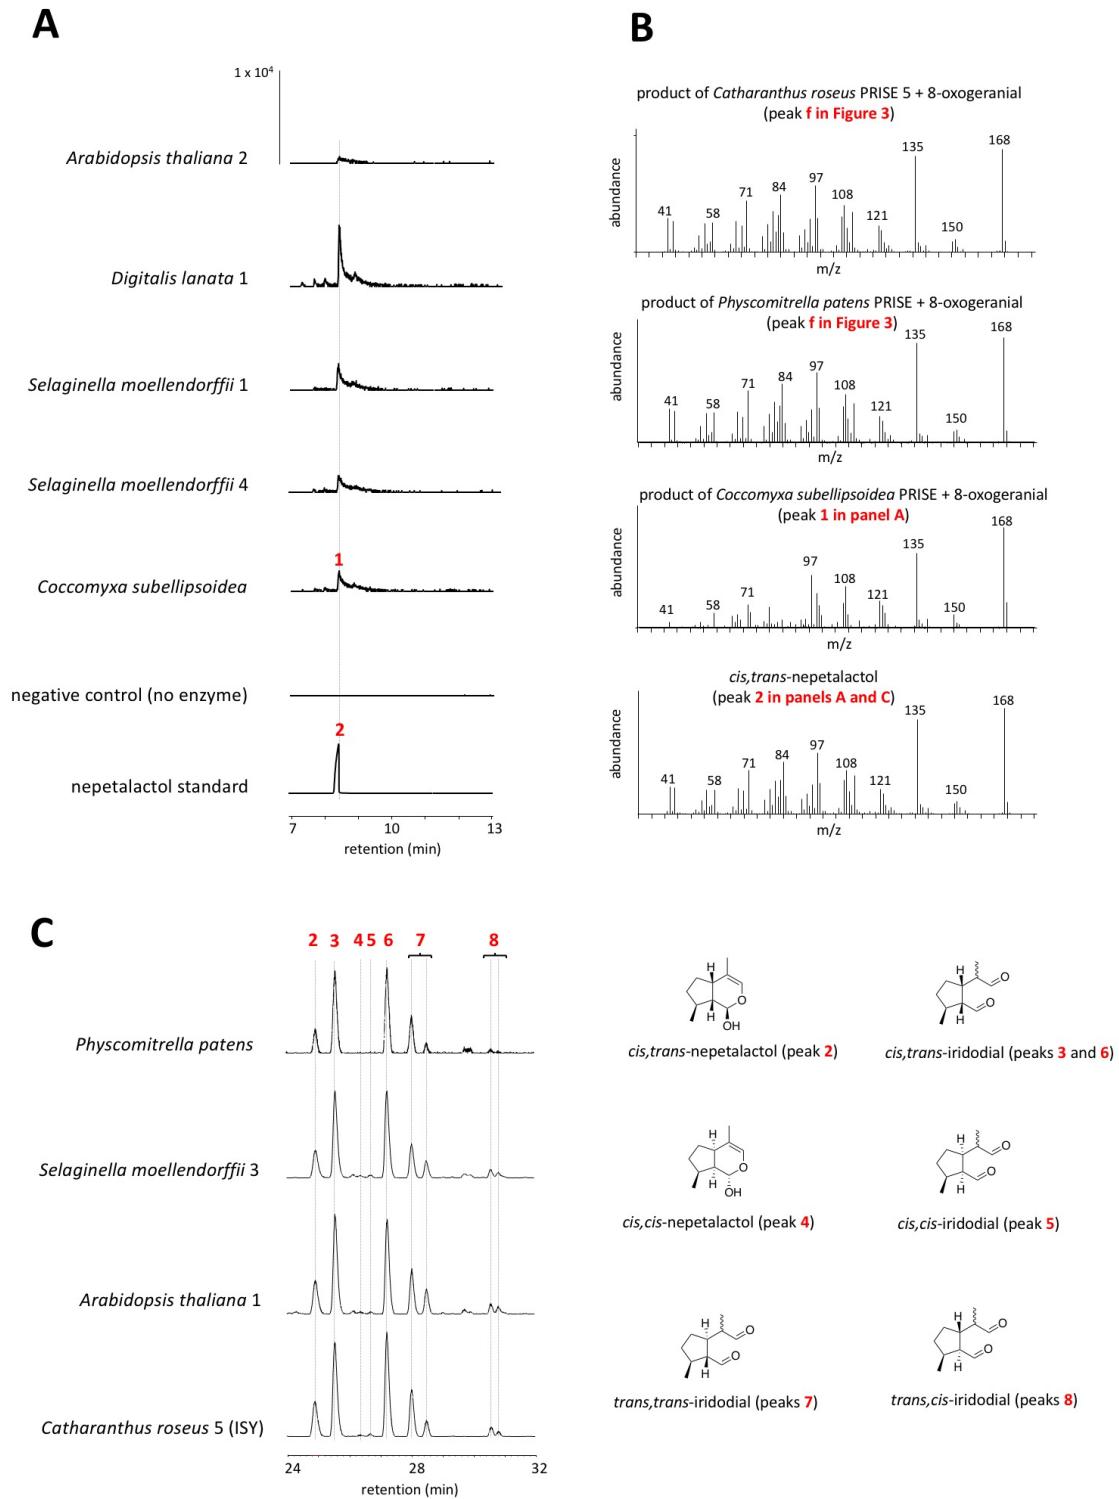 A
1 x 10⁴
Arabidopsis thaliana 2
Digitalis lanata 1
Selaginella moellendorffii 1
Selaginella moellendorffii 4
1
Coccomyxa subellipsoidea
negative control (no enzyme)
2
nepetalactol standard
7 10 13
retention (min)
B
product of Catharanthus roseus PRISE 5 + 8-oxogeranial
(peak f in Figure 3)
abundance
41 58 71 84 97 108 121 135 150 168
m/z
product of Physcomitrella patens PRISE + 8-oxogeranial
(peak f in Figure 3)
abundance
41 58 71 84 97 108 121 135 150 168
m/z
product of Coccomyxa subellipsoidea PRISE + 8-oxogeranial
(peak 1 in panel A)
abundance
41 58 71 97 108 121 135 150 168
m/z
cis,trans-nepetalactol
(peak 2 in panels A and C)
abundance
41 58 71 84 97 108 121 135 150 168
m/z
C
2 3 4 5 6 7 8
Physcomitrella patens
Selaginella moellendorffii 3
Arabidopsis thaliana 1
Catharanthus roseus 5 (ISY)
24 28 32
retention (min)
H
O
H
OH
cis,trans-nepetalactol (peak 2)
H
O
O
H
cis,trans-iridodial (peaks 3 and 6)
H
O
H
OH
cis,cis-nepetalactol (peak 4)
H
O
O
H
cis,cis-iridodial (peak 5)
H
O
O
H
trans,trans-iridodial (peaks 7)
H
O
O
H
trans,cis-iridodial (peaks 8)